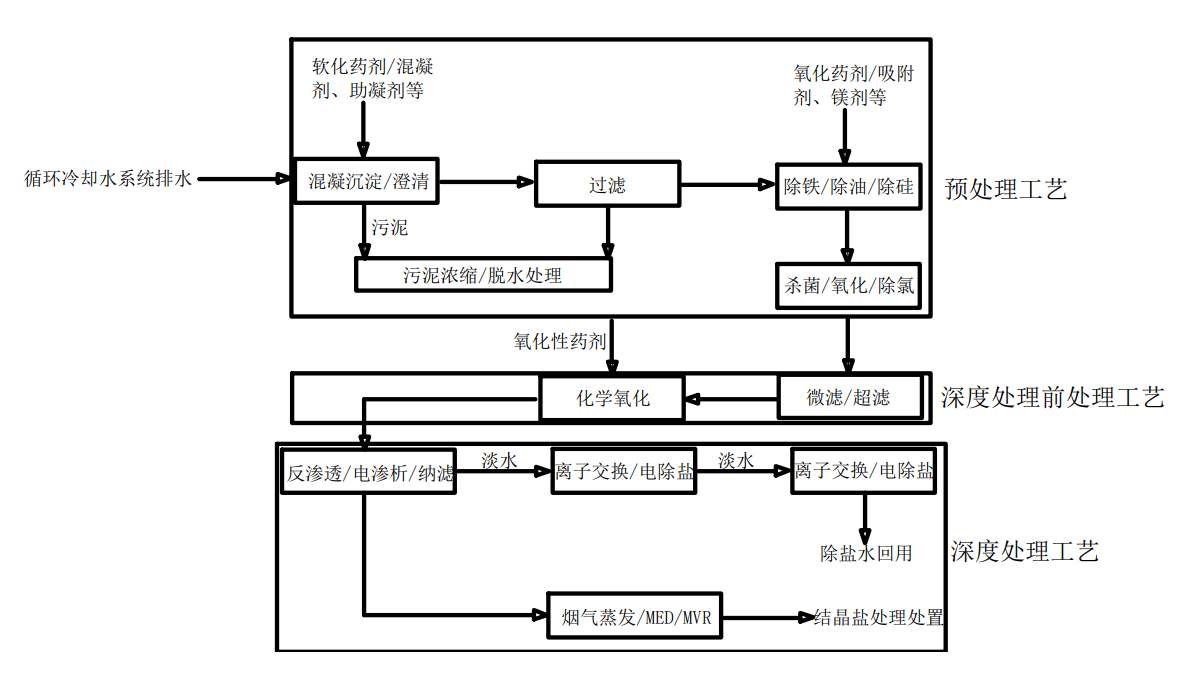 软化药剂/混凝
剂、助凝剂等
氧化药剂/吸附
剂、镁剂等
循环冷却水系统排水
混凝沉淀/澄清
过滤
除铁/除油/除硅
预处理工艺
污泥
污泥浓缩/脱水处理
杀菌/氧化/除氯
氧化性药剂
化学氧化
微滤/超滤
深度处理前处理工艺
反渗透/电渗析/纳滤
淡水
离子交换/电除盐
淡水
离子交换/电除盐
除盐水回用
深度处理工艺
烟气蒸发/MED/MVR
结晶盐处理处置